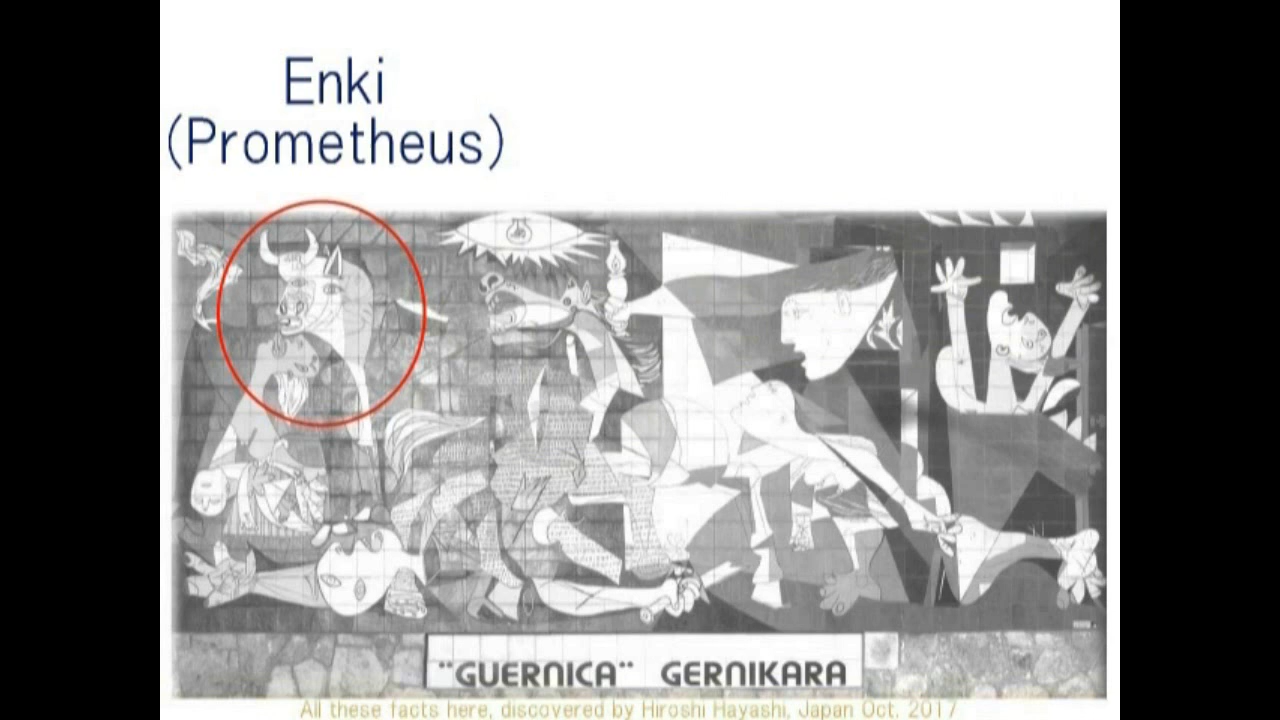 Enki
(Prometheus)
"GUERNICA" GERNIKARA
All these facts here, discovered by Hiroshi Hayashi, Japan Oct. 2017